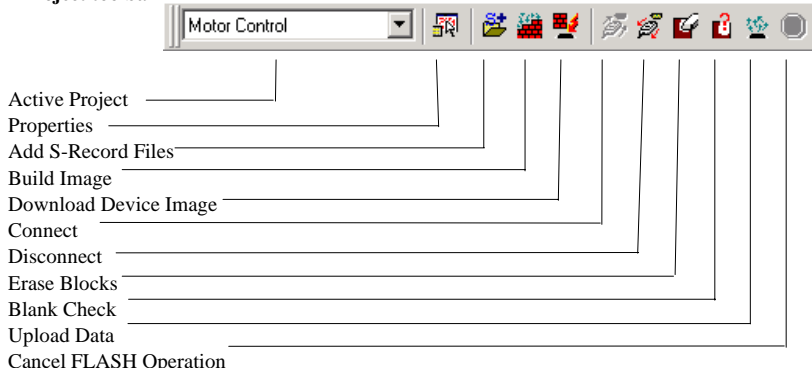 Motor Control
Active Project
Properties
Add S-Record Files
Build Image
Download Device Image
Connect
Disconnect
Erase Blocks
Blank Check
Upload Data
Cancel FLASH Operation